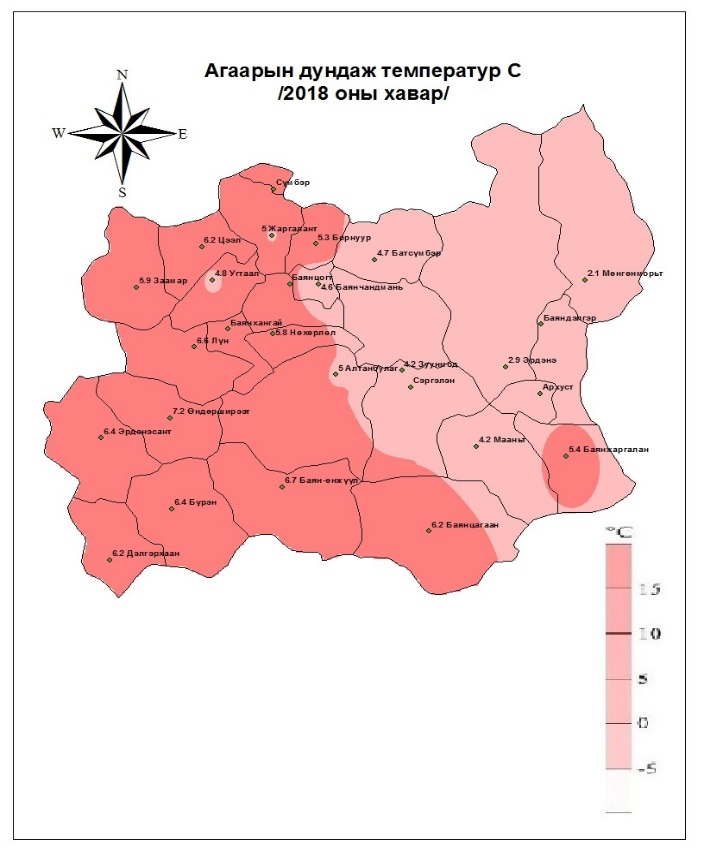 Агаарын дундаж температур С
/2018 оны хавар/
N
W
E
S
Сүмбэр
5 Жаргалант
6.2 Цээл
5.3 Борнуур
4.7 Батсүмбэр
4.8 Угтаал
Баянцогт
5.9 Заамар
4.6 Баянчандмань
2.1 Мөнгөнморьт
Баянхангай
5.8 Нөхөрлөл
Баяндэлгэр
6.6 Лүн
5 Алтанбулаг
4.2 Зуунмод
2.9 Эрдэнэ
Сэргэлэн
Архуст
7.2 Өндөрширээт
6.4 Эрдэнэсант
4.2 Мааньт
5.4 Баянжаргалан
6.7 Баян-өнжүүл
6.4 Бүрэн
6.2 Баянцагаан
6.2 Дэлгэрхаан
°C
15
10
5
0
-5